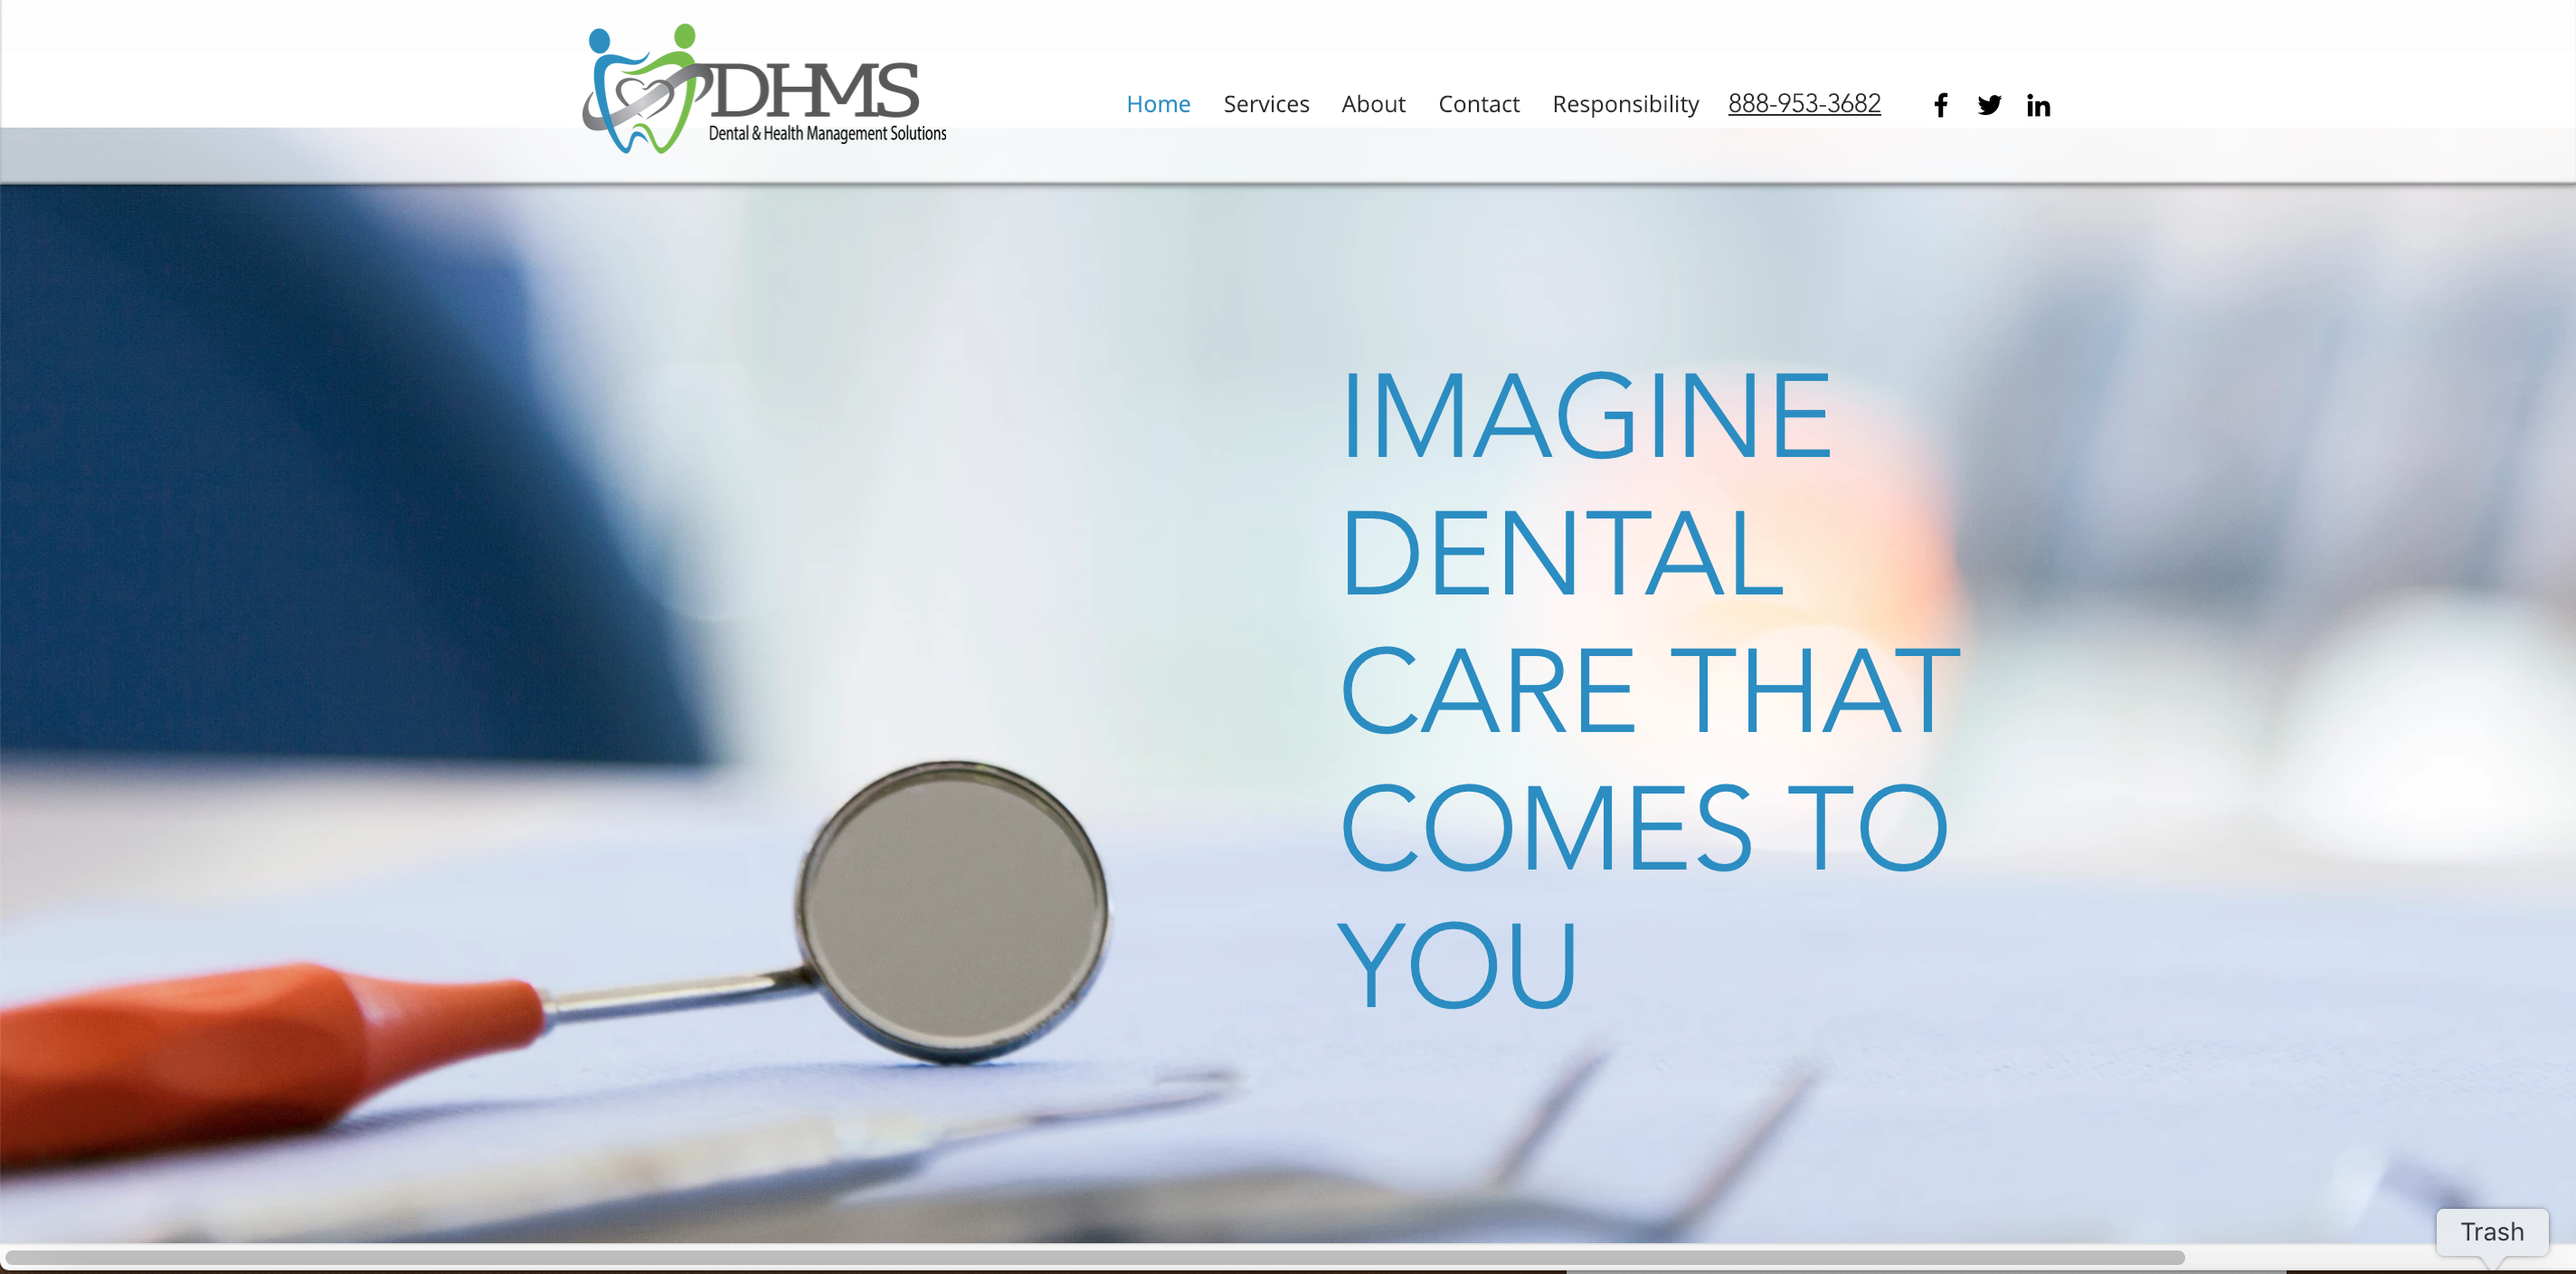 DHMS
Dental & Health Management Solutions
Home Services About Contact Responsibility 888-953-3682
IMAGINE
DENTAL
CARE THAT
COMES TO
YOU
Trash